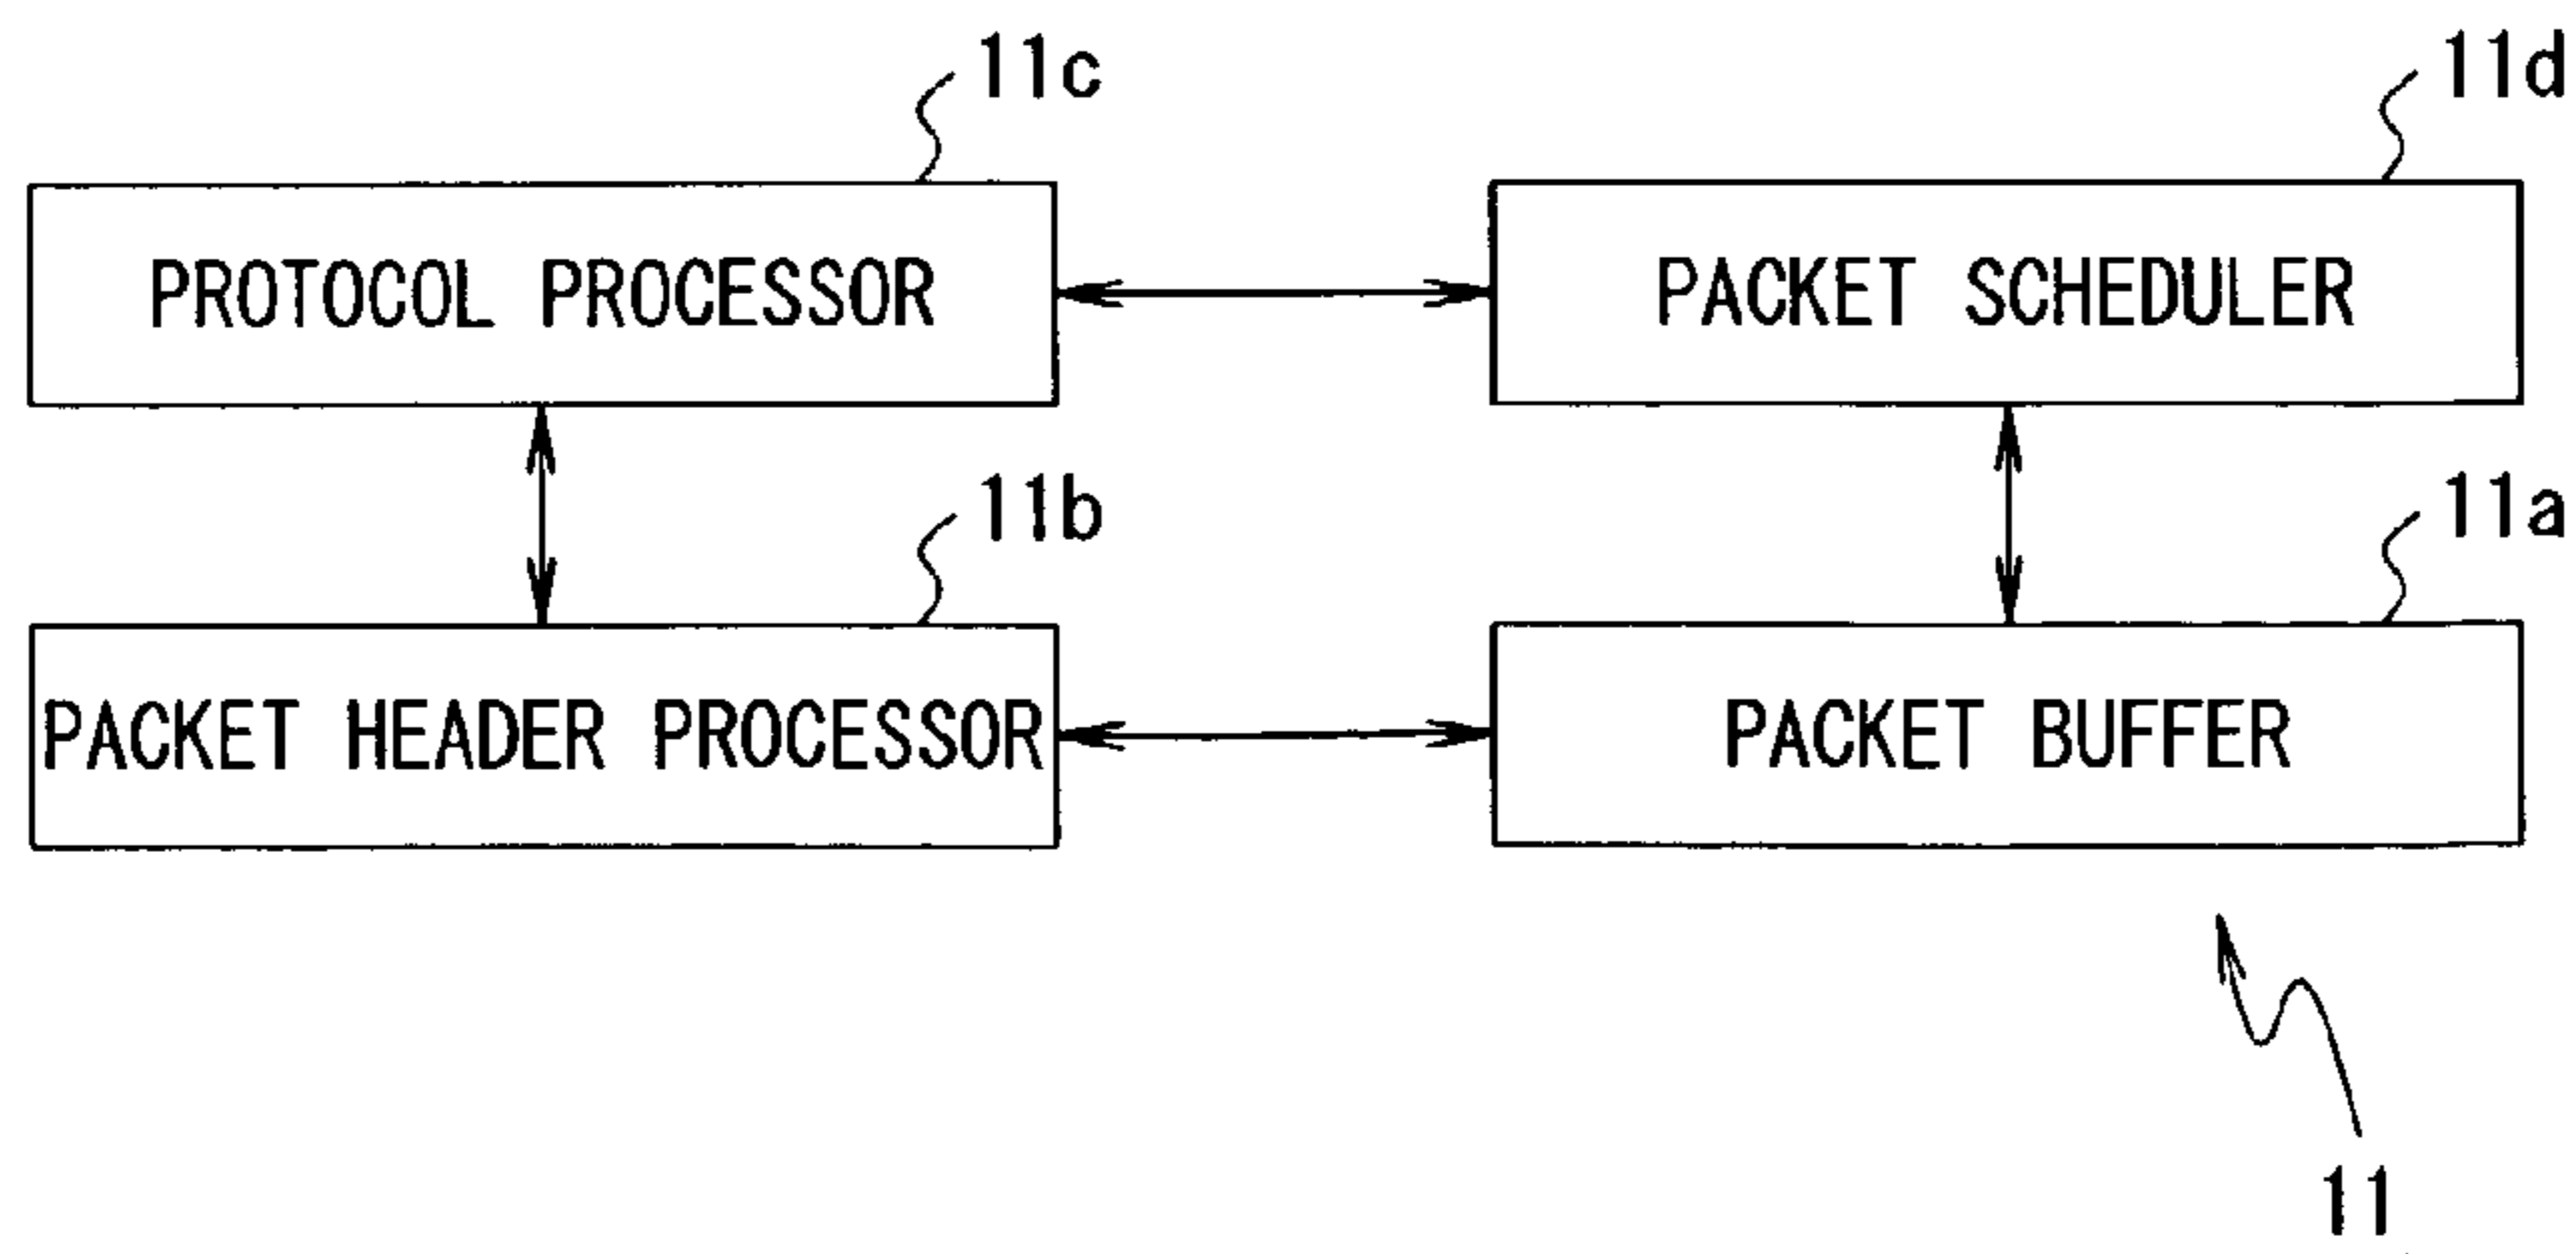 11c
11d
PROTOCOL PROCESSOR
PACKET SCHEDULER
11b
11a
PACKET HEADER PROCESSOR
PACKET BUFFER
11